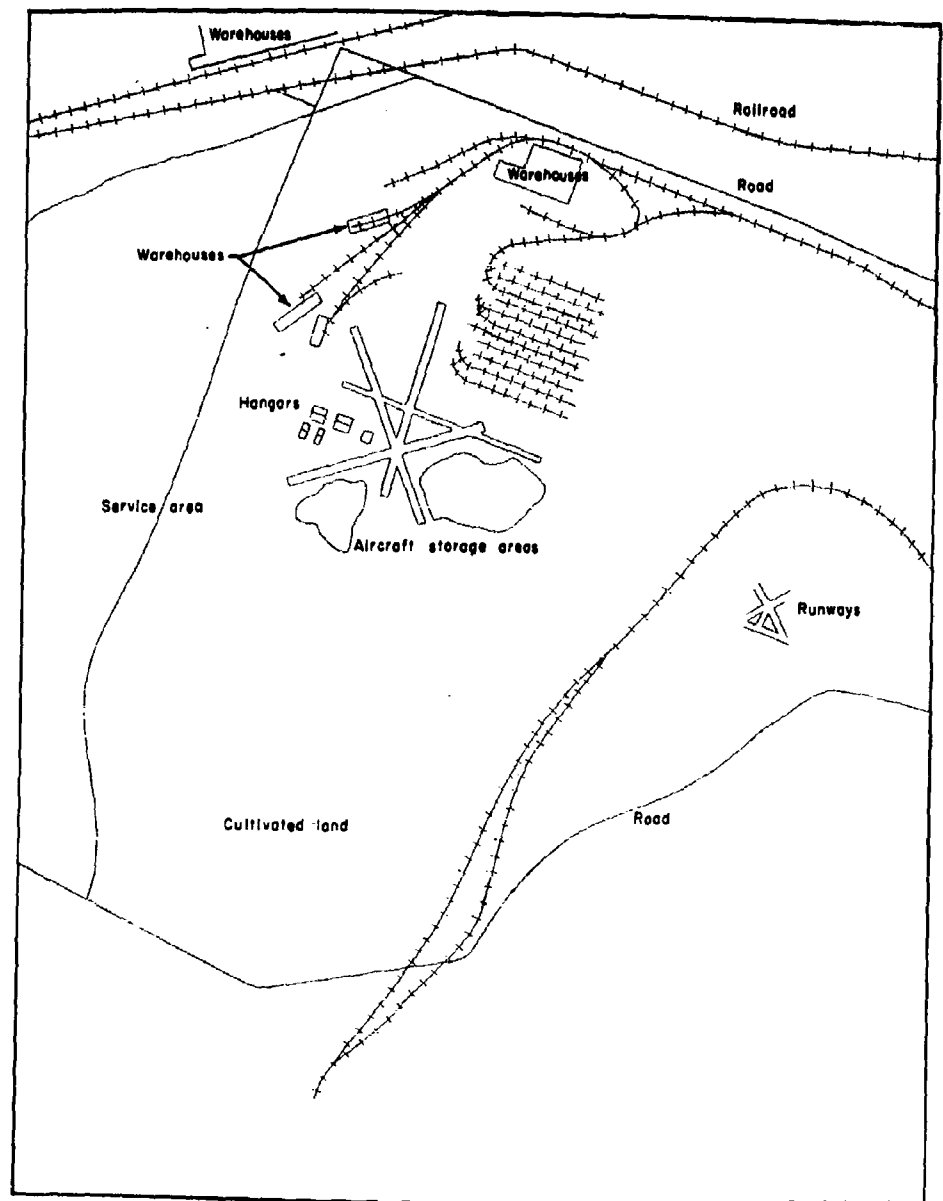 Warehouses
Railroad
Warehouses
Road
Warehouses
Hangars
Service area
Aircraft storage areas
Runways
Road
Cultivated land